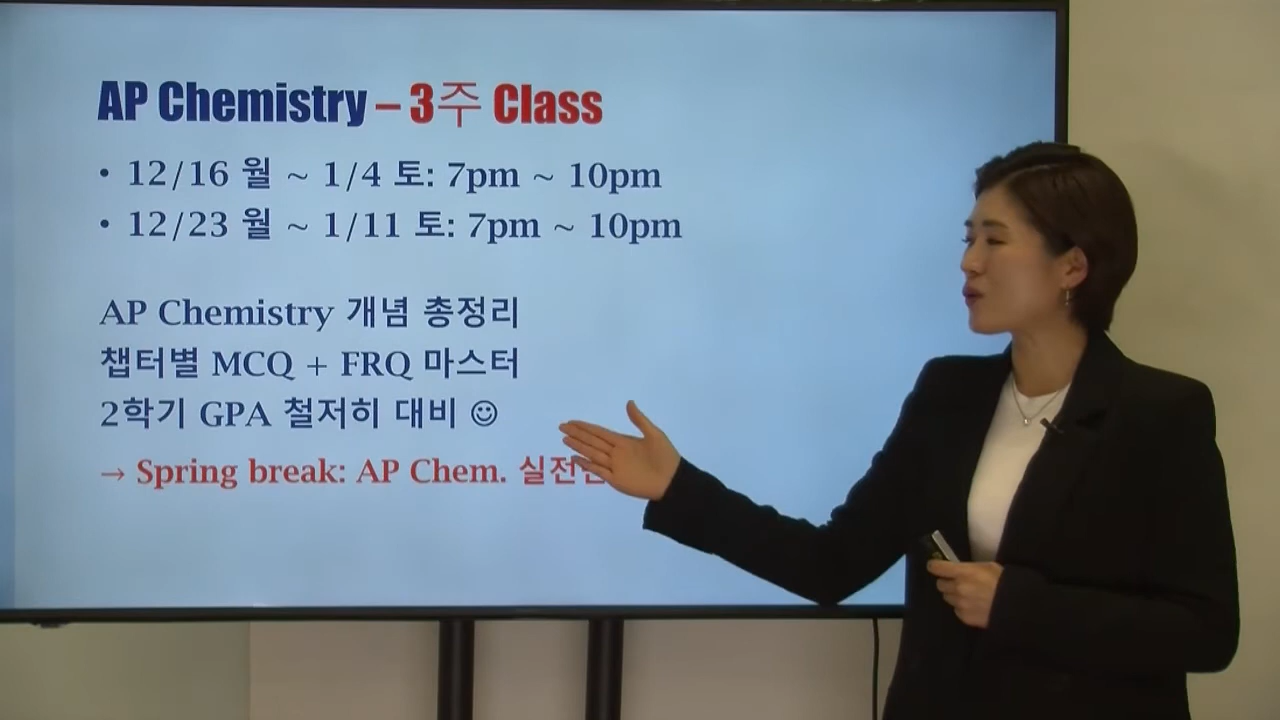 AP Chemistry – 3주 Class
• 12/16 월 ~ 1/4 토: 7pm ~ 10pm
• 12/23 월 ~ 1/11 토: 7pm ~ 10pm
AP Chemistry 개념 총정리
챕터별 MCQ + FRQ 마스터
2학기 GPA 철저히 대비 ☺
→ Spring break: AP Chem.